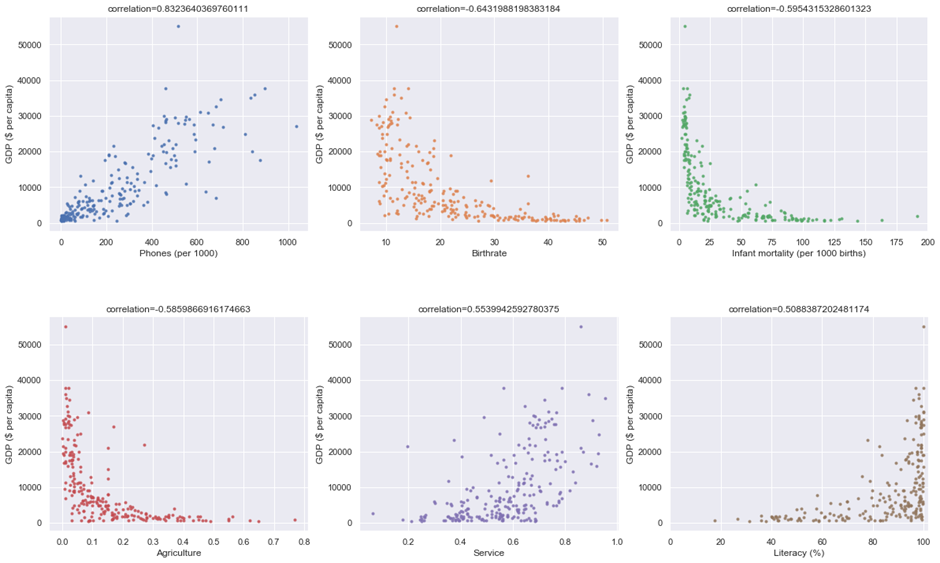 correlation=0.8323640369760111
GDP ($ per capita)
50000
40000
30000
20000
10000
0
0 200 400 600 800 1000
Phones (per 1000)
correlation=-0.6431988198383184
GDP ($ per capita)
50000
40000
30000
20000
10000
0
10 20 30 40 50
Birthrate
correlation=-0.5954315328601323
GDP ($ per capita)
50000
40000
30000
20000
10000
0
0 25 50 75 100 125 150 175 200
Infant mortality (per 1000 births)
correlation=-0.5859866916174663
GDP ($ per capita)
50000
40000
30000
20000
10000
0
0.0 0.1 0.2 0.3 0.4 0.5 0.6 0.7 0.8
Agriculture
correlation=0.5539942592780375
GDP ($ per capita)
50000
40000
30000
20000
10000
0
0.2 0.4 0.6 0.8 1.0
Service
correlation=0.5088387202481174
GDP ($ per capita)
50000
40000
30000
20000
10000
0
0 20 40 60 80 100
Literacy (%)